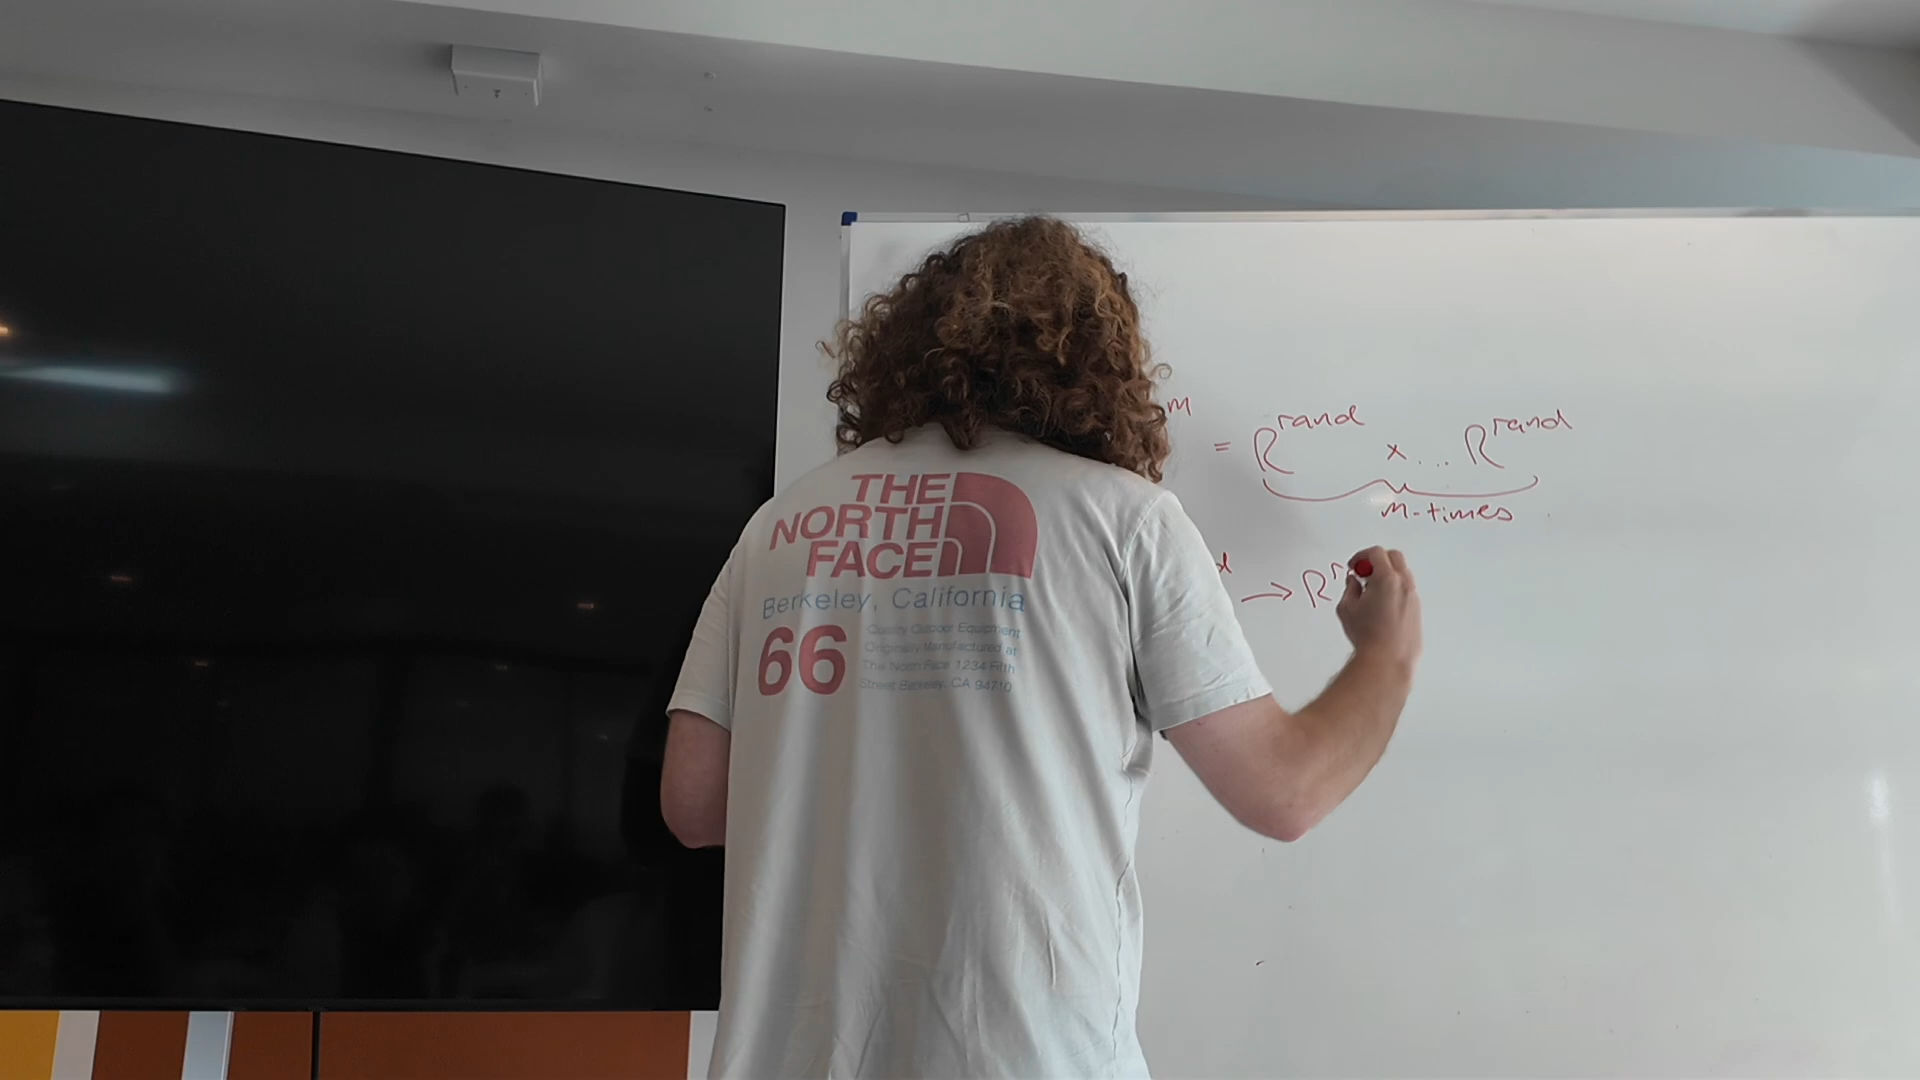 THE
NORTH
FACE
Berkeley, California
66
Quality Outdoor Equipment
Originally Manufactured at
The North Face 1234 Fifth
Street Berkeley, CA 94710
m
= R^rand x... R^rand
m-times
d → R^r